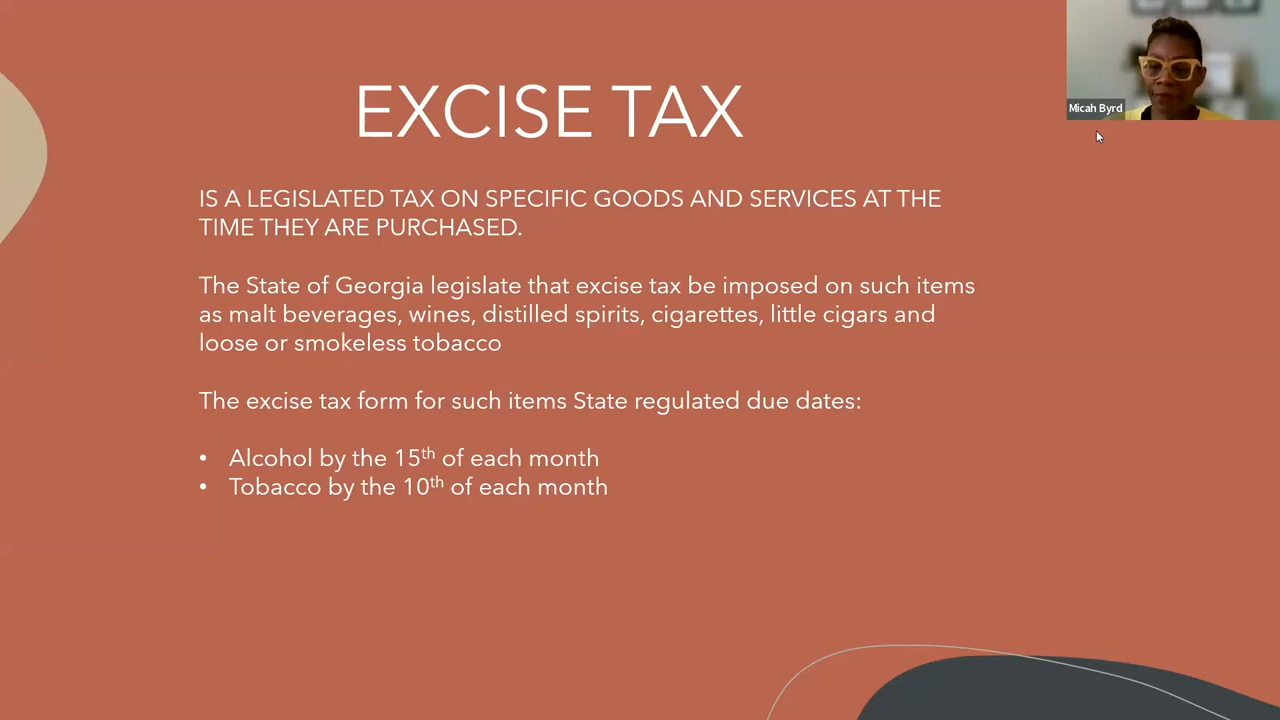 EXCISE TAX
Micah Byrd
IS A LEGISLATED TAX ON SPECIFIC GOODS AND SERVICES AT THE
TIME THEY ARE PURCHASED.
The State of Georgia legislate that excise tax be imposed on such items
as malt beverages, wines, distilled spirits, cigarettes, little cigars and
loose or smokeless tobacco
The excise tax form for such items State regulated due dates:
• Alcohol by the 15th of each month
• Tobacco by the 10th of each month